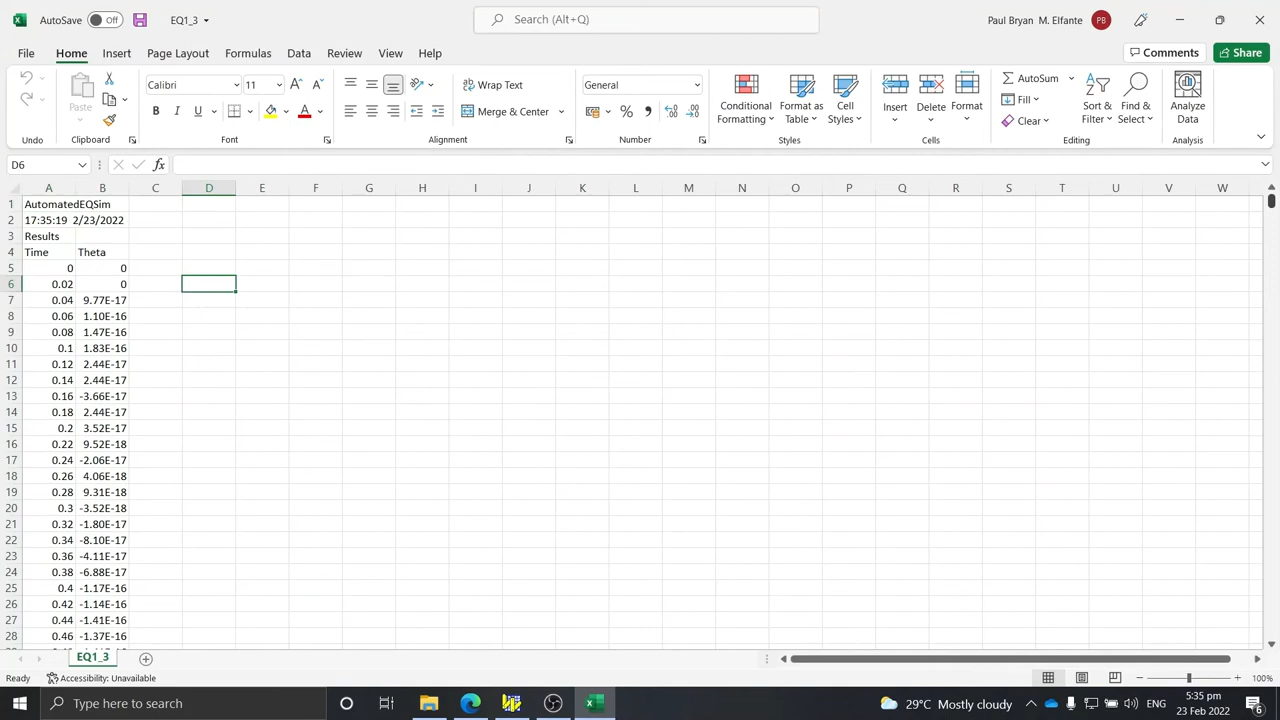 AutoSave Off EQ1_3 Search (Alt+Q) Paul Bryan M. Elfante PB
File Home Insert Page Layout Formulas Data Review View Help Comments Share
Calibri 11 Wrap Text General AutoSum
Paste Conditional Formatting Format as Table Cell Styles Insert Delete Format Fill Sort & Filter Find & Select Analyze Data
B I U A Merge & Center % Clear
Undo Clipboard Font Alignment Number Styles Cells Editing Analysis
D6 fx
A B C D E F G H I J K L M N O P Q R S T U V W
1 AutomatedEQSim
2 17:35:19 2/23/2022
3 Results
4 Time Theta
5 0 0
6 0.02 0
7 0.04 9.77E-17
8 0.06 1.10E-16
9 0.08 1.47E-16
10 0.1 1.83E-16
11 0.12 2.44E-17
12 0.14 2.44E-17
13 0.16 -3.66E-17
14 0.18 2.44E-17
15 0.2 3.52E-17
16 0.22 9.52E-18
17 0.24 -2.06E-17
18 0.26 4.06E-18
19 0.28 9.31E-18
20 0.3 -3.52E-18
21 0.32 -1.80E-17
22 0.34 -8.10E-17
23 0.36 -4.11E-17
24 0.38 -6.88E-17
25 0.4 -1.17E-16
26 0.42 -1.14E-16
27 0.44 -1.41E-16
28 0.46 -1.37E-16
EQ1_3
Ready Accessibility: Unavailable 100%
Type here to search 29°C Mostly cloudy 5:35 pm
23 Feb 2022 6